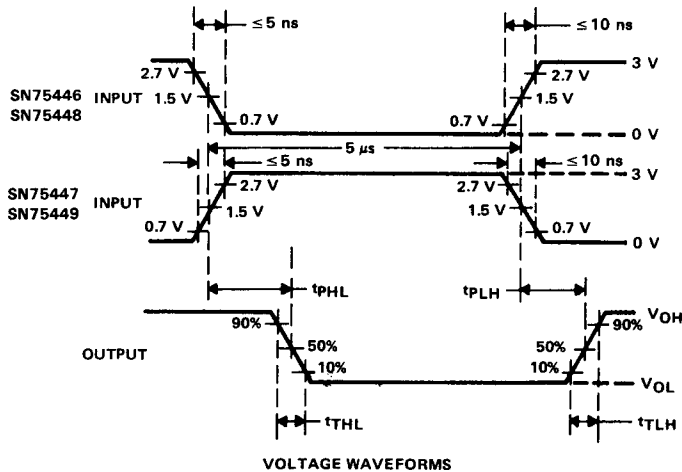 ≤5 ns ≤10 ns
2.7 V 2.7 V 3 V
SN75446
SN75448 INPUT 1.5 V 1.5 V
0.7 V 0.7 V
0 V
5 μs
≤5 ns ≤10 ns
3 V
SN75447
SN75449 INPUT 2.7 V 2.7 V
1.5 V 1.5 V
0.7 V 0.7 V
0 V
tPHL tPLH
VOH
90% 90%
OUTPUT 50% 50%
10% 10%
VOL
tTHL tTLH
VOLTAGE WAVEFORMS